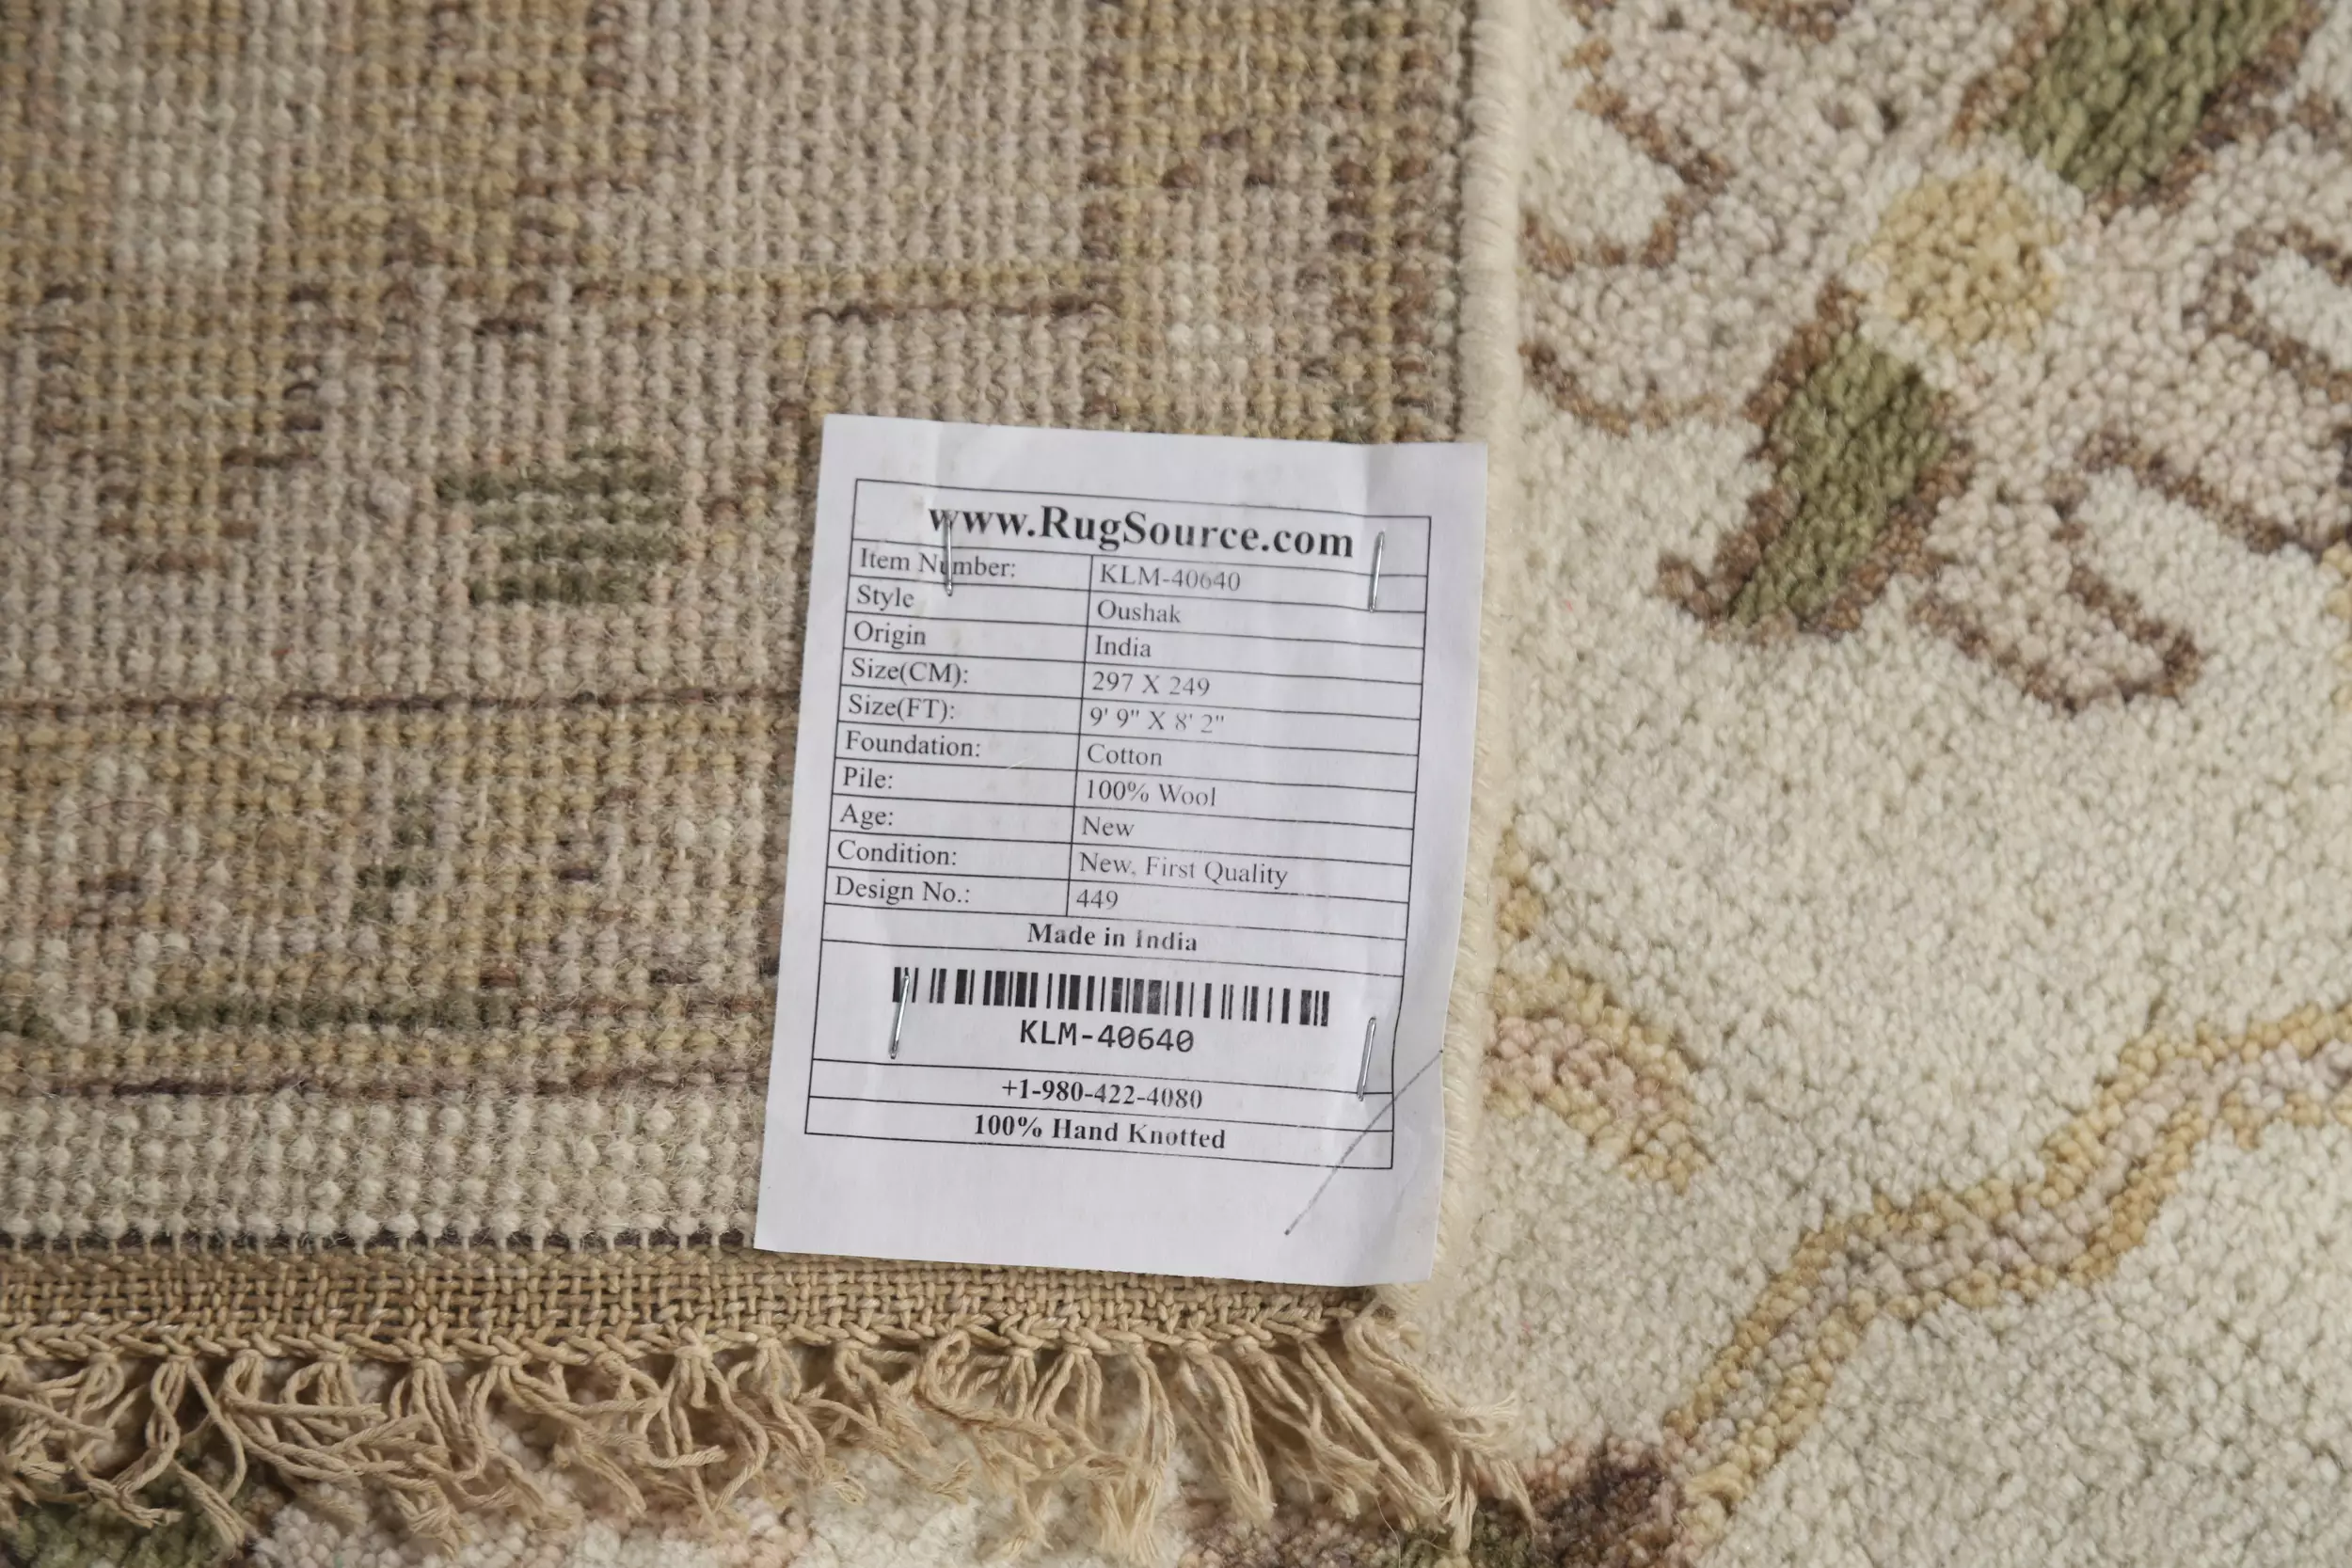 www.RugSource.com
Item Number: KLM-40640
Style Oushak
Origin India
Size(CM): 297 X 249
Size(FT): 9' 9" X 8' 2"
Foundation: Cotton
Pile: 100% Wool
Age: New
Condition: New, First Quality
Design No.: 449
Made in India
KLM-40640
+1-980-422-4080
100% Hand Knotted